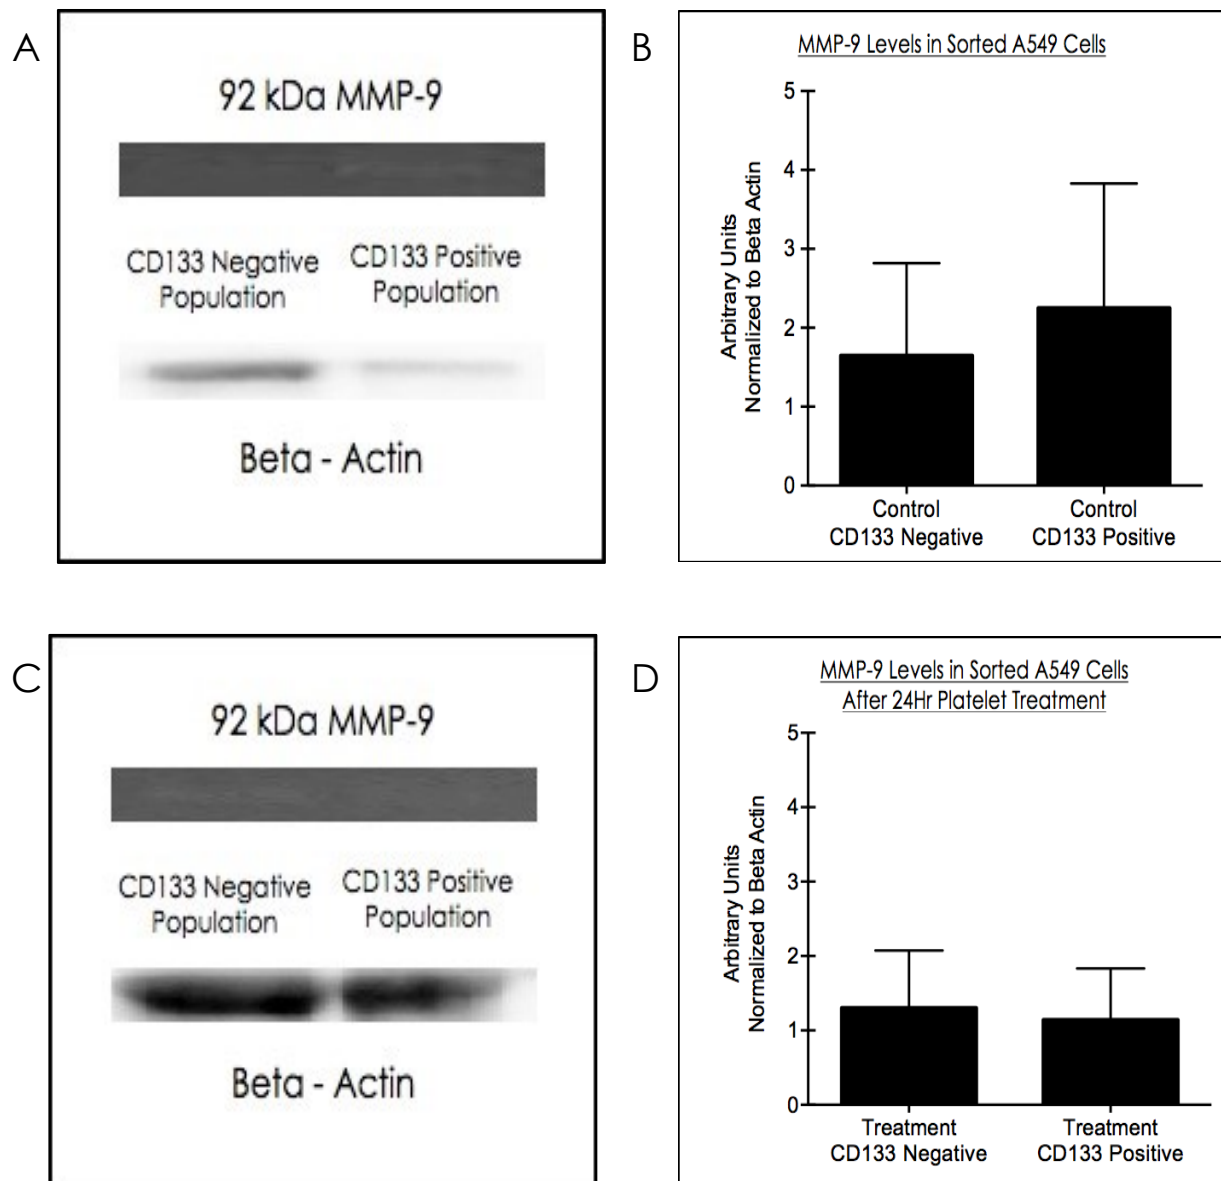 A
92 kDa MMP-9
CD133 Negative
Population
CD133 Positive
Population
Beta - Actin
B
MMP-9 Levels in Sorted A549 Cells
Arbitrary Units
Normalized to Beta Actin
5
4
3
2
1
0
Control
CD133 Negative
Control
CD133 Positive
C
92 kDa MMP-9
CD133 Negative
Population
CD133 Positive
Population
Beta - Actin
D
MMP-9 Levels in Sorted A549 Cells
After 24Hr Platelet Treatment
Arbitrary Units
Normalized to Beta Actin
5
4
3
2
1
0
Treatment
CD133 Negative
Treatment
CD133 Positive